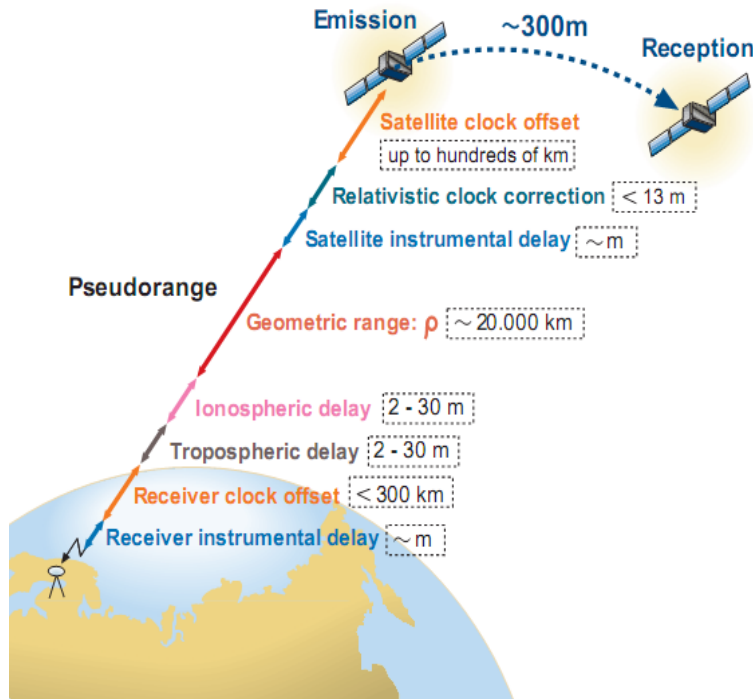 Emission
~300m
Reception
Satellite clock offset
up to hundreds of km
Relativistic clock correction < 13 m
Satellite instrumental delay ~m
Pseudorange
Geometric range: ρ ~ 20.000 km
Ionospheric delay 2 - 30 m
Tropospheric delay 2 - 30 m
Receiver clock offset < 300 km
Receiver instrumental delay ~ m